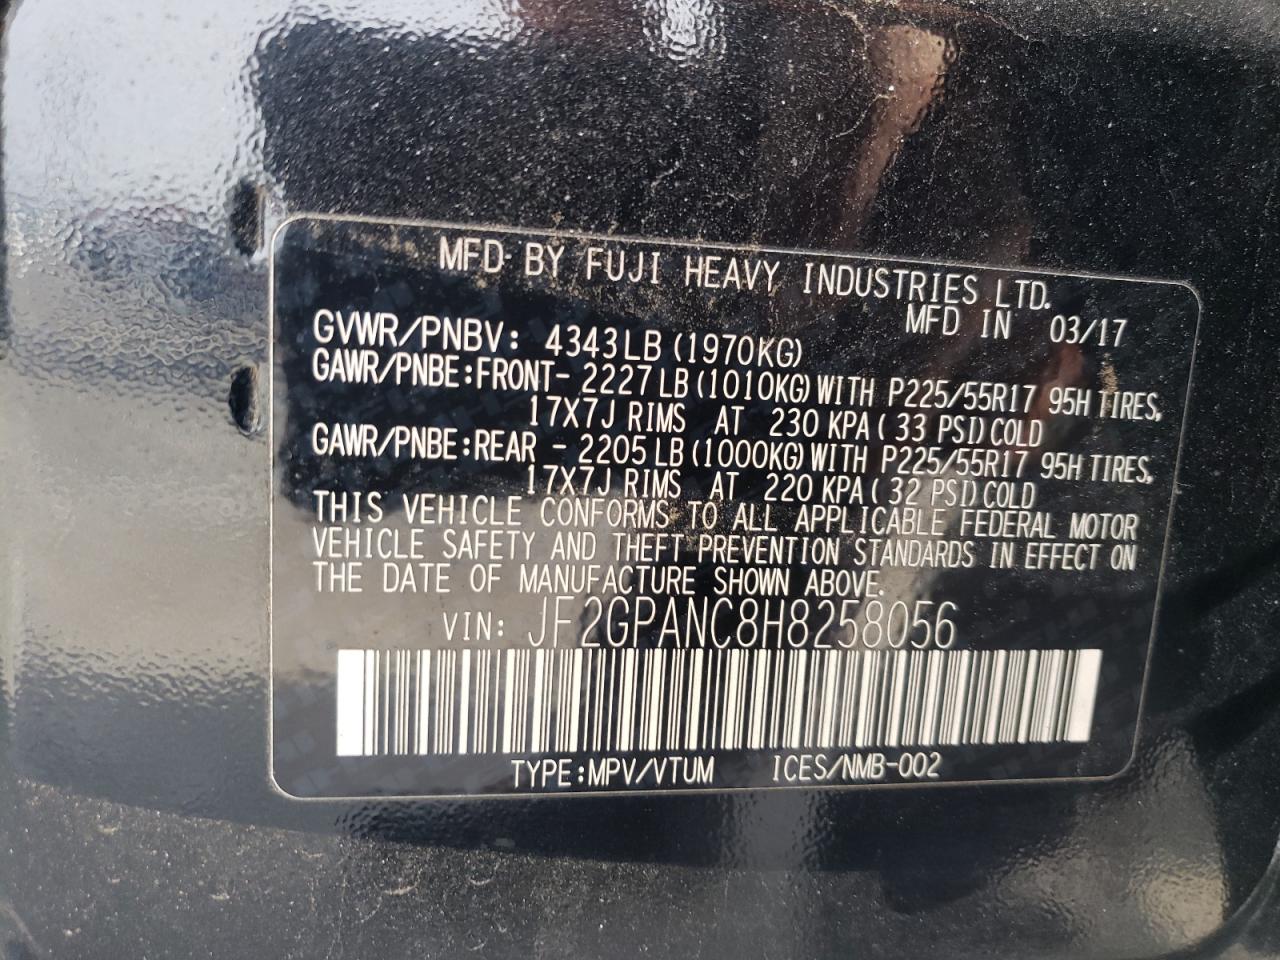 MFD BY FUJI HEAVY INDUSTRIES LTD.
MFD IN 03/17
GVWR/PNBV: 4343LB (1970KG)
GAWR/PNBE:FRONT- 2227 LB (1010KG) WITH P225/55R17 95H TIRES,
17X7J RIMS AT 230 KPA ( 33 PSI) COLD
GAWR/PNBE:REAR - 2205 LB (1000KG) WITH P225/55R17 95H TIRES,
17X7J RIMS AT 220 KPA ( 32 PSI) COLD
THIS VEHICLE CONFORMS TO ALL APPLICABLE FEDERAL MOTOR
VEHICLE SAFETY AND THEFT PREVENTION STANDARDS IN EFFECT ON
THE DATE OF MANUFACTURE SHOWN ABOVE.
VIN: JF2GPANC8H8258056
TYPE:MPV/VTUM ICES/NMB-002